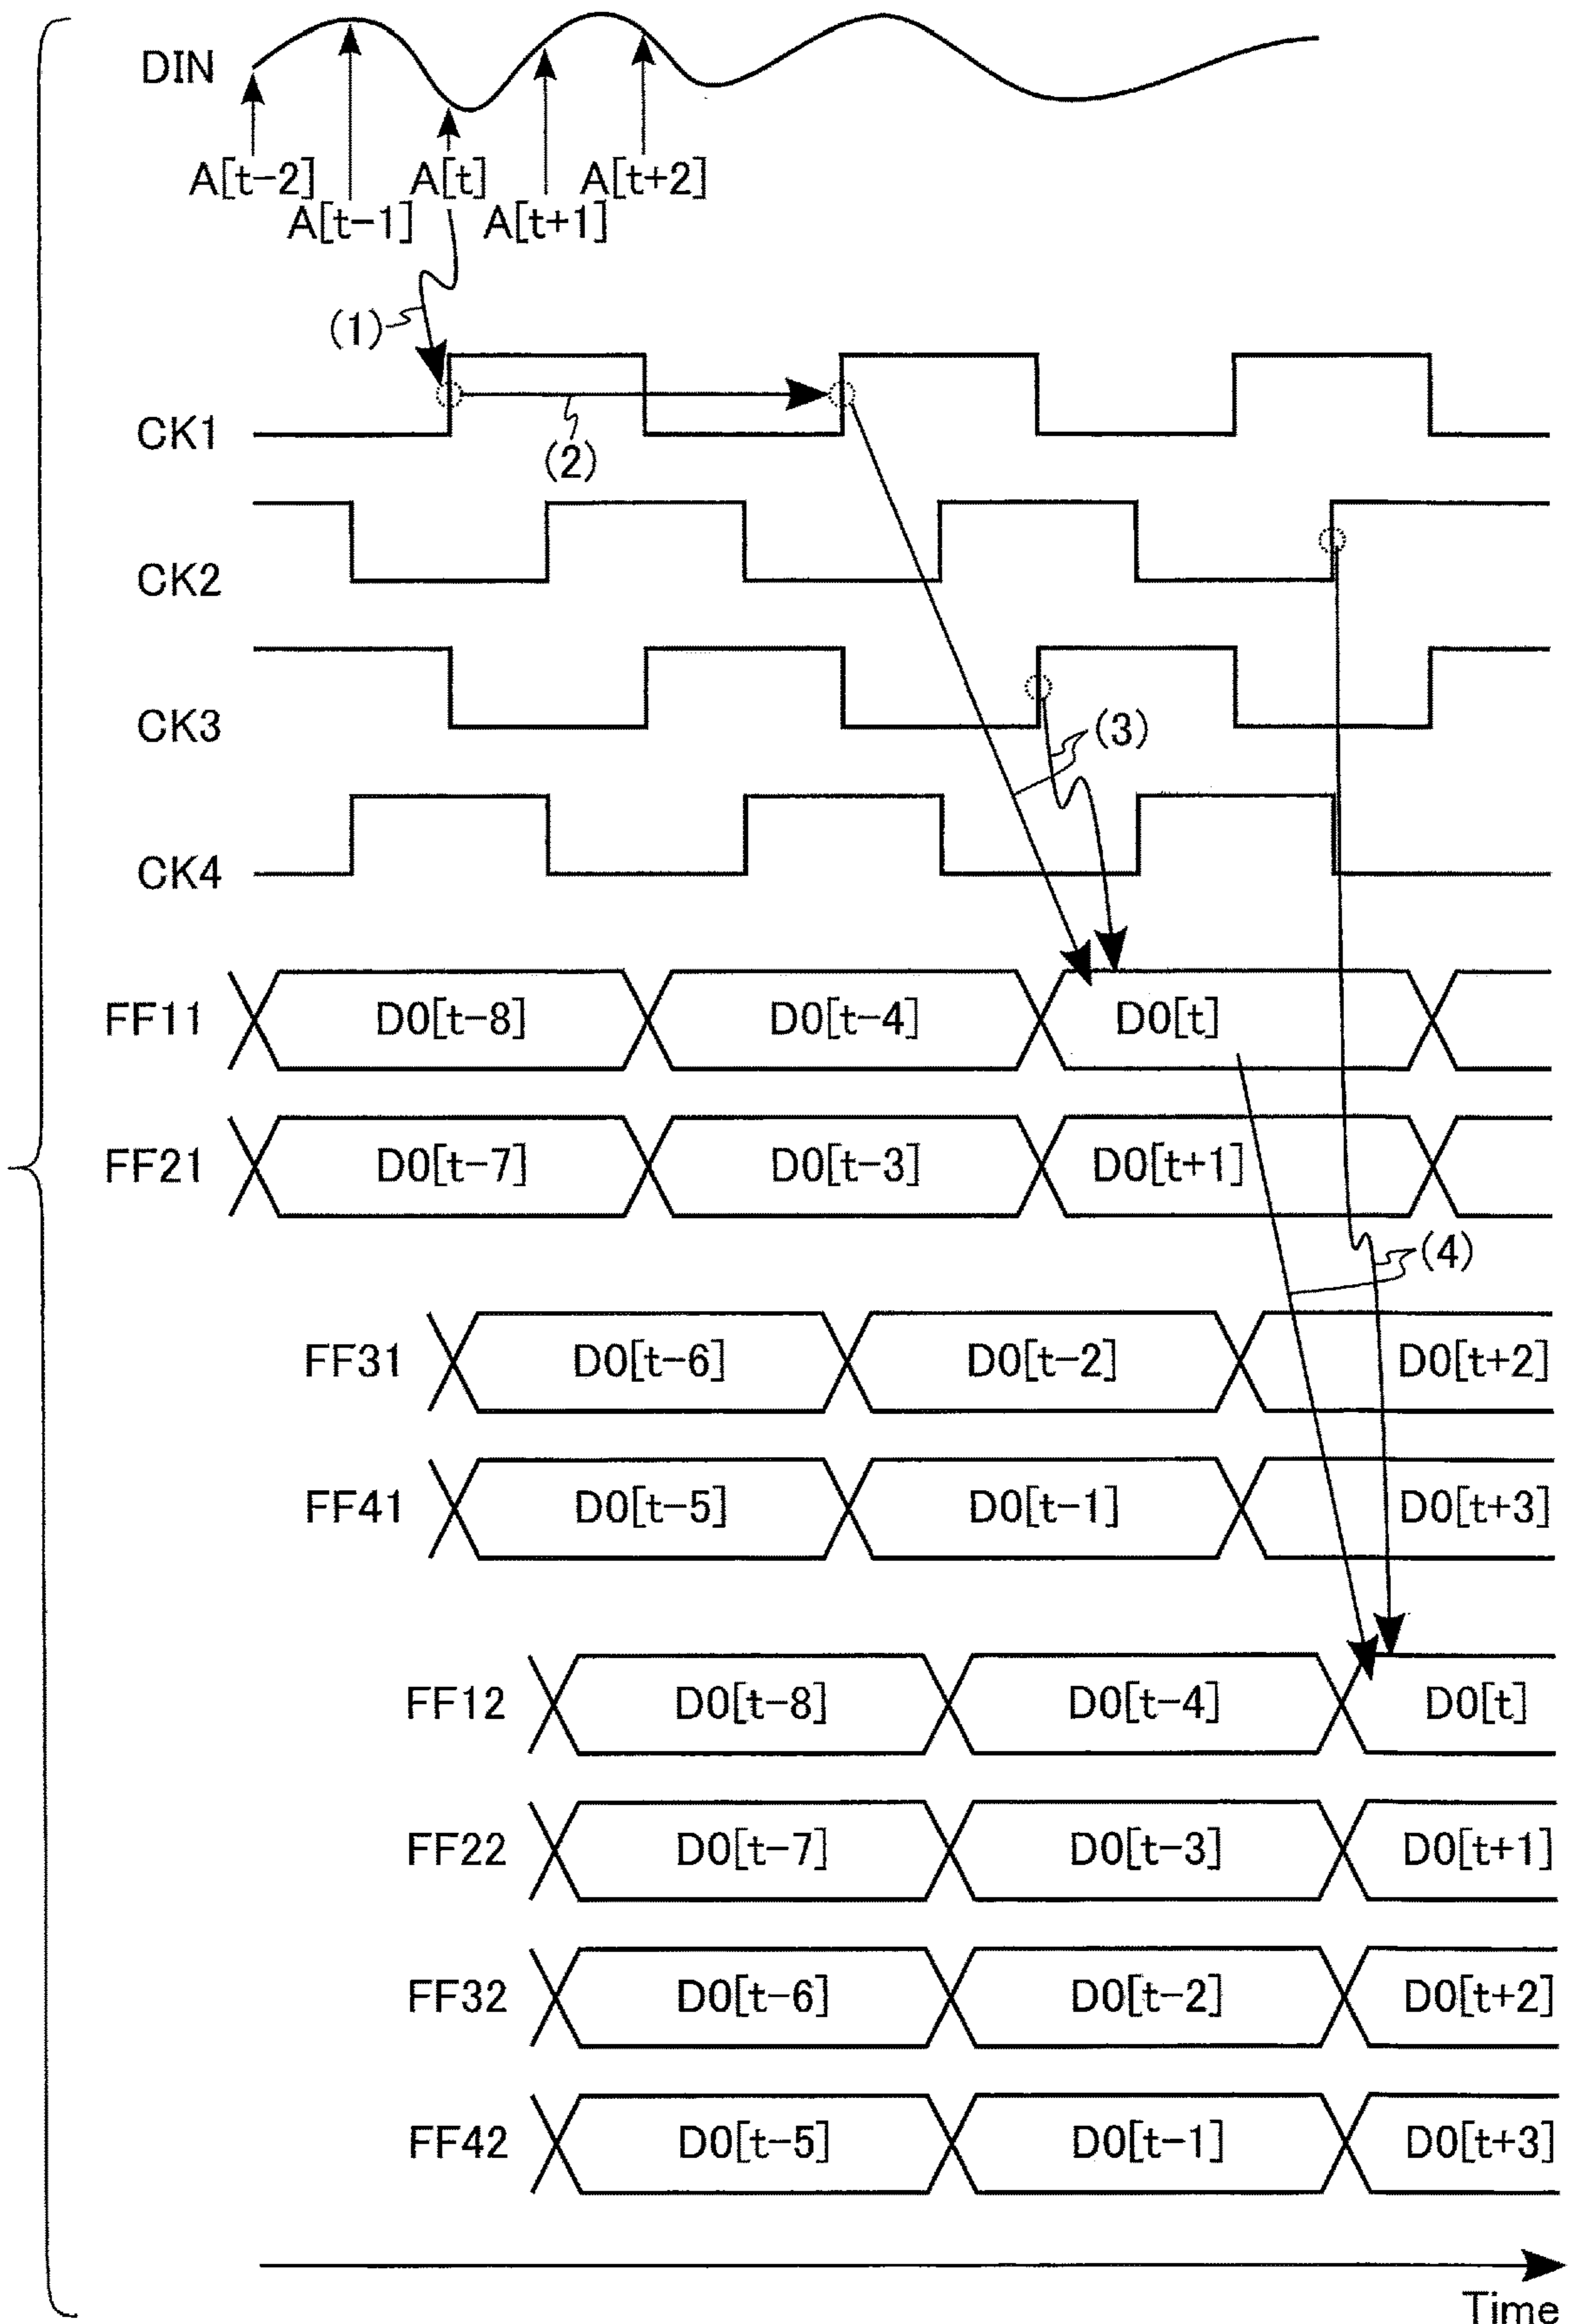 DIN
A[t-2]
A[t]
A[t+2]
A[t-1]
A[t+1]
(1)
CK1
(2)
CK2
CK3
(3)
CK4
FF11 D0[t-8] D0[t-4] D0[t]
FF21 D0[t-7] D0[t-3] D0[t+1]
(4)
FF31 D0[t-6] D0[t-2] D0[t+2]
FF41 D0[t-5] D0[t-1] D0[t+3]
FF12 D0[t-8] D0[t-4] D0[t]
FF22 D0[t-7] D0[t-3] D0[t+1]
FF32 D0[t-6] D0[t-2] D0[t+2]
FF42 D0[t-5] D0[t-1] D0[t+3]
Time